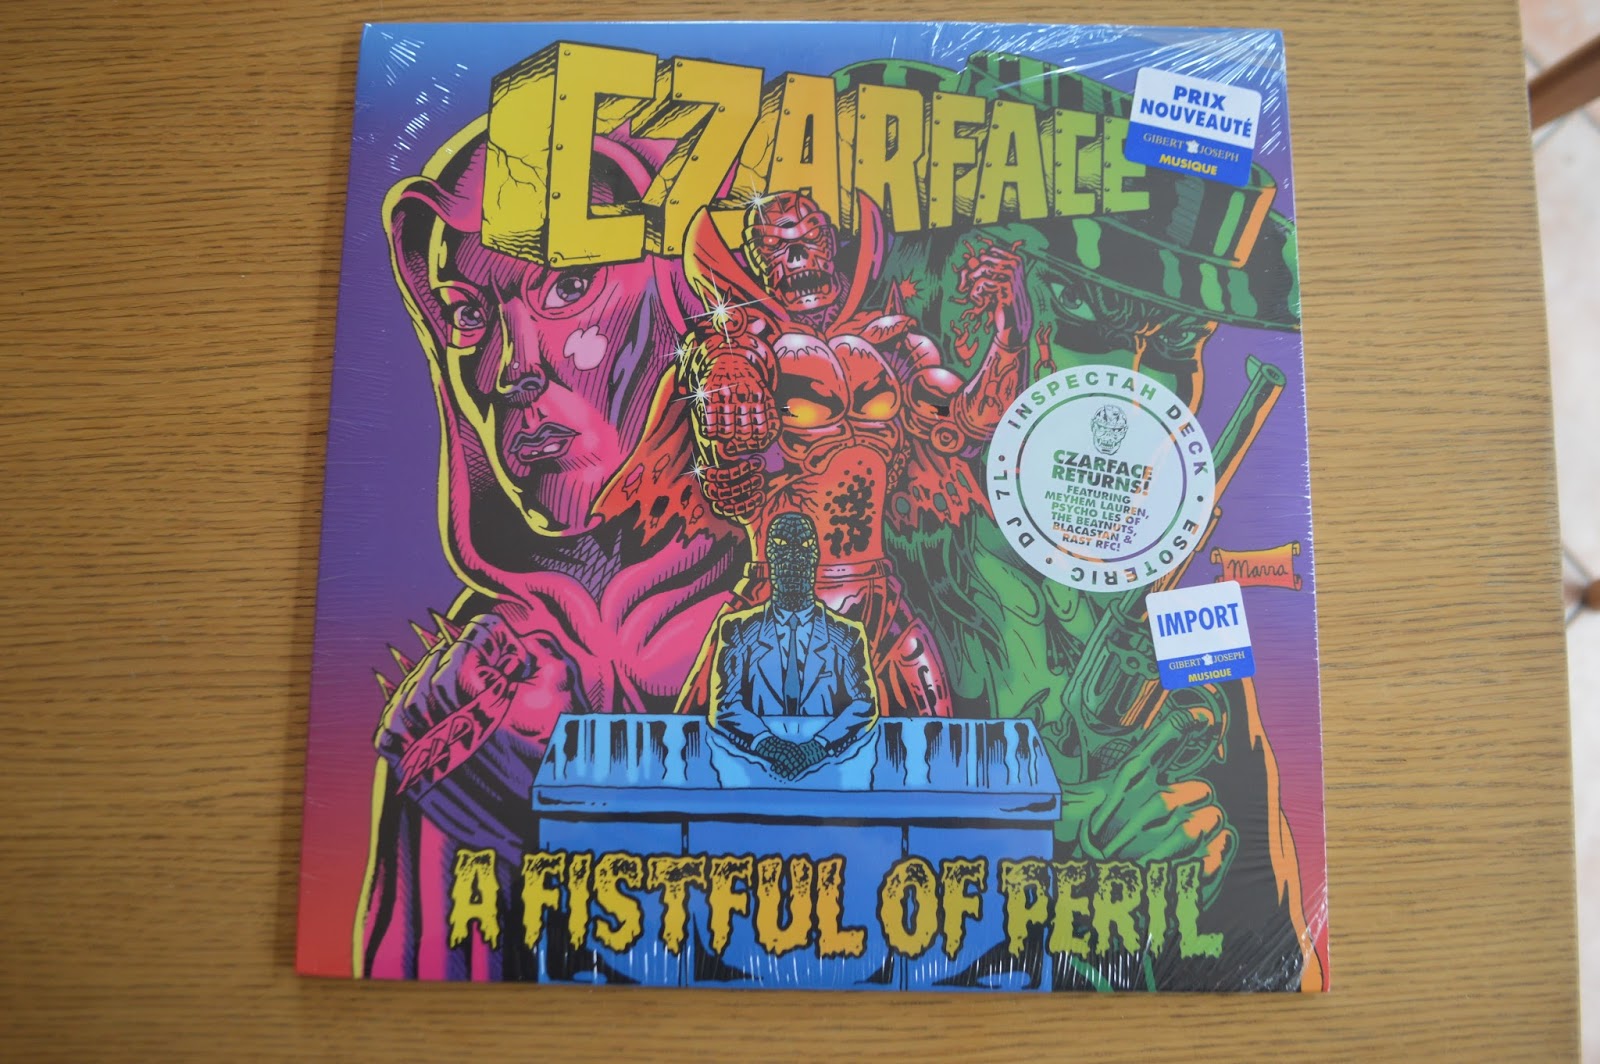 CZARFACE
PRIX
NOUVEAUTÉ
GIBERT JOSEPH
MUSIQUE
INSPECTAH DECK • ESOTERIC • DJ 7L •
CZARFACE
RETURNS!
FEATURING
MEYHEM LAUREN,
PSYCHO LES OF
THE BEATNUTS,
BLACASTAN &
RAST RFC!
Marra
IMPORT
GIBERT JOSEPH
MUSIQUE
A FISTFUL OF PERIL